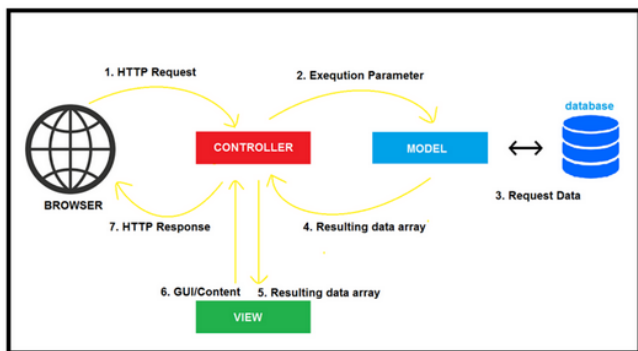 1. HTTP Request
2. Exeqution Parameter
database
CONTROLLER
MODEL
BROWSER
3. Request Data
7. HTTP Response
4. Resulting data array
6. GUI/Content
5. Resulting data array
VIEW